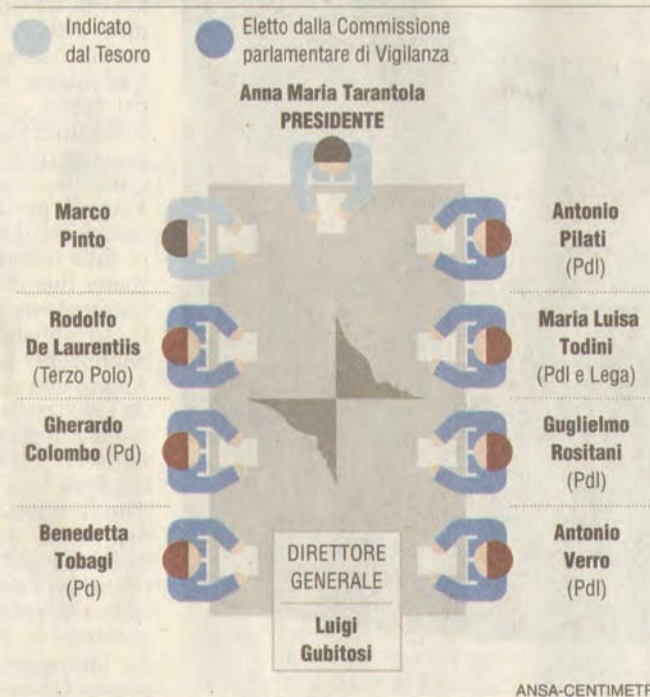 Indicato
dal Tesoro
Eletto dalla Commissione
parlamentare di Vigilanza
Anna Maria Tarantola
PRESIDENTE
Marco
Pinto
Rodolfo
De Laurentiis
(Terzo Polo)
Gherardo
Colombo (Pd)
Benedetta
Tobagi
(Pd)
Antonio
Pilati
(Pdl)
Maria Luisa
Todini
(Pdl e Lega)
Guglielmo
Rositani
(Pdl)
Antonio
Verro
(Pdl)
DIRETTORE
GENERALE
Luigi
Gubitosi
ANSA-CENTIMETR